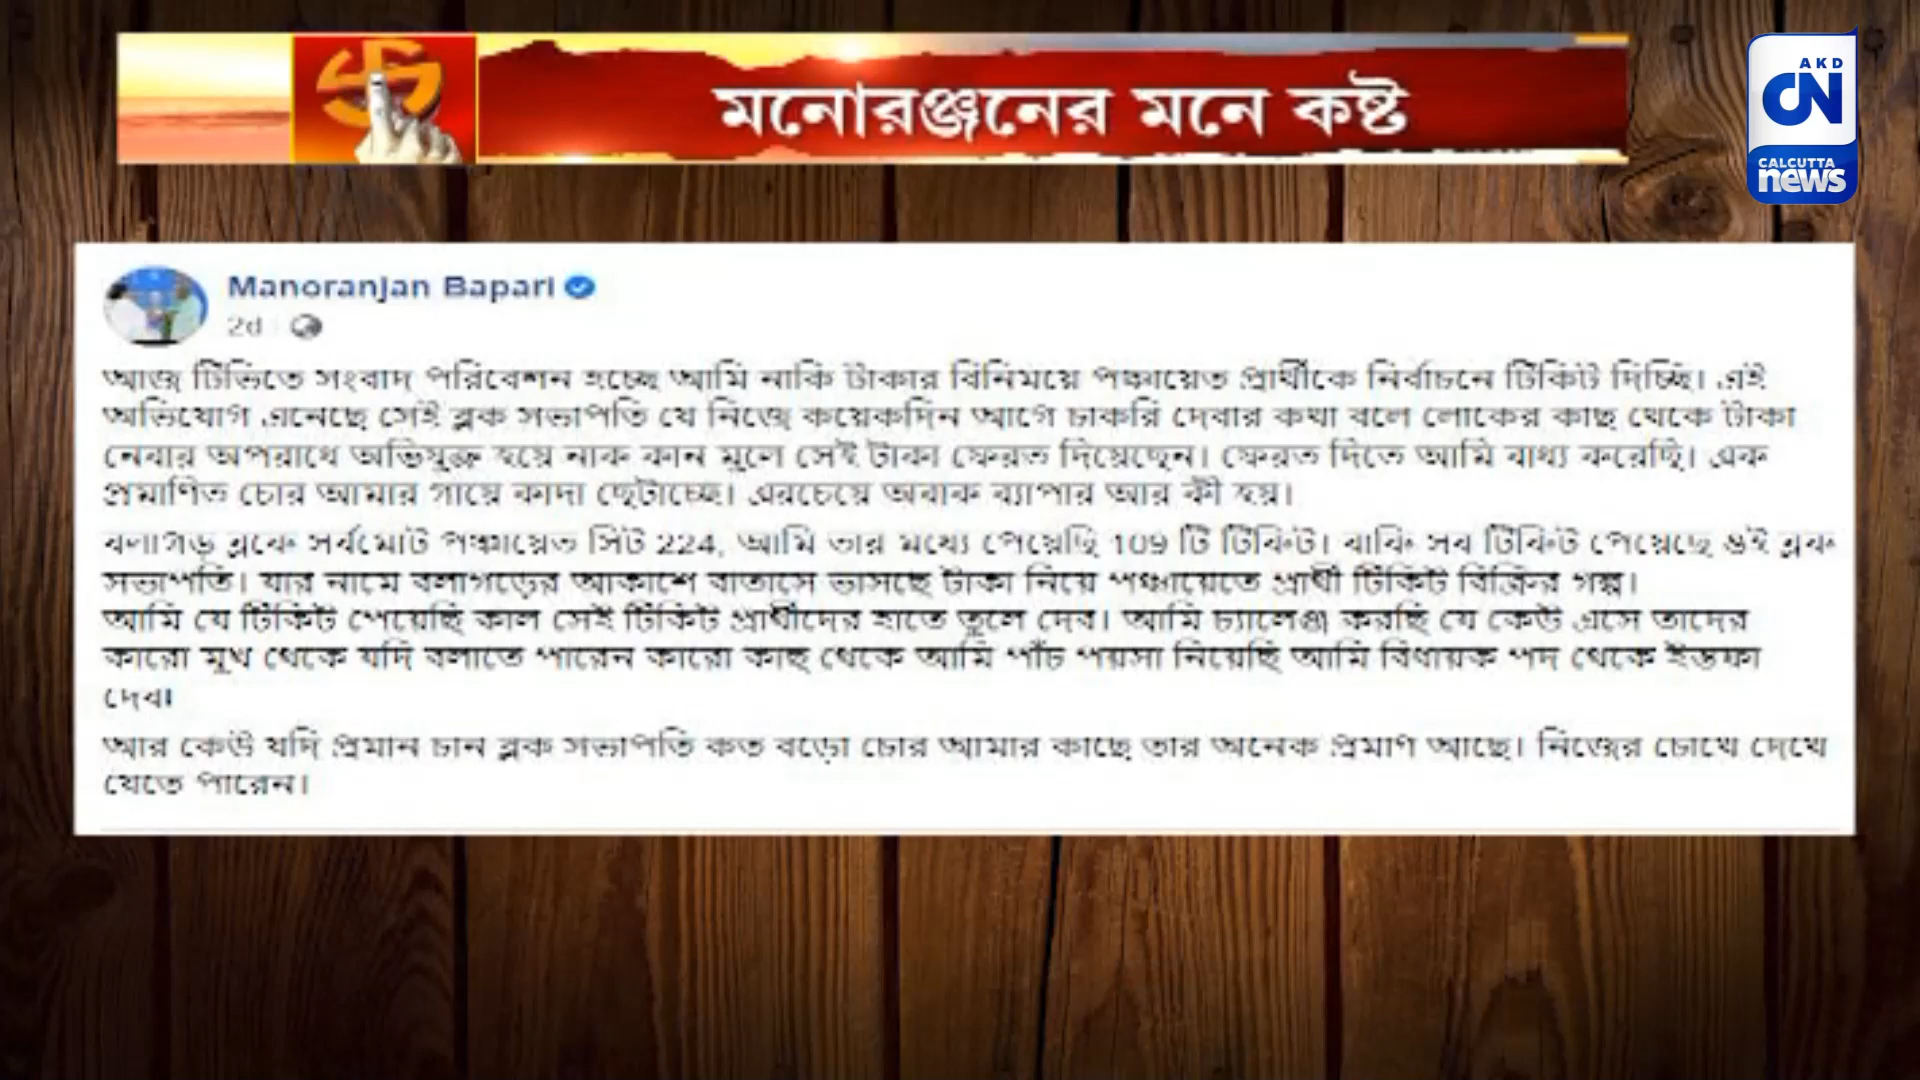 মনোরঞ্জনের মনে কষ্ট
AKD
CN
CALCUTTA
news
Manoranjan Bapari
2d
আজ টিভিতে সংবাদ পরিবেশন হচ্ছে আমি নাকি টাকার বিনিময়ে পঞ্চায়েত প্রার্থীকে নির্বাচনে টিকিট দিচ্ছি। এই
অভিযোগ এনেছে সেই ব্লক সভাপতি যে নিজে কয়েকদিন আগে চাকরি দেবার কথা বলে লোকের কাছ থেকে টাকা
নেবার অপরাধে অভিযুক্ত হয়ে নাক কান মুলে সেই টাকা ফেরত দিয়েছেন। ফেরত দিতে আমি বাধ্য করেছি। এক
প্রমাণিত চোর আমার গায়ে কাদা ছেটাচ্ছে। এরচেয়ে অবাক ব্যাপার আর কী হয়।
বলাগড় ব্লকে সর্বমোট পঞ্চায়েত সিট 224, আমি তার মধ্যে পেয়েছি 109 টি টিকিট। বাকি সব টিকিট পেয়েছে ওই ব্লক
সভাপতি। যার নামে বলাগড়ের আকাশে বাতাসে ভাসছে টাকা নিয়ে পঞ্চায়েতে প্রার্থী টিকিট বিক্রির গল্প।
আমি যে টিকিট পেয়েছি কাল সেই টিকিট প্রার্থীদের হাতে তুলে দেব। আমি চ্যালেঞ্জ করছি যে কেউ এসে তাদের
কারো মুখ থেকে যদি বলাতে পারেন কারো কাছ থেকে আমি পাঁচ পয়সা নিয়েছি আমি বিধায়ক পদ থেকে ইস্তফা
দেব।
আর কেউ যদি প্রমান চান ব্লক সভাপতি কত বড়ো চোর আমার কাছে তার অনেক প্রমাণ আছে। নিজের চোখে দেখে
যেতে পারেন।